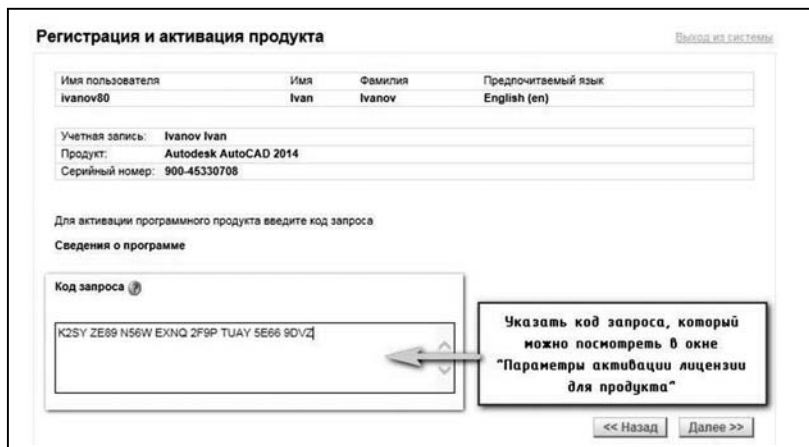 Регистрация и активация продукта
Выход из системы
Имя пользователя Имя Фамилия Предпочитаемый язык
ivanov80 Ivan Ivanov English (en)
Учетная запись: Ivanov Ivan
Продукт: Autodesk AutoCAD 2014
Серийный номер: 900-45330708
Для активации программного продукта введите код запроса
Сведения о программе
Код запроса ?
K2SY ZE89 N56W EXNQ 2F9P TUAY 5E66 9DVZ
Указать код запроса, который
можно посмотреть в окне
"Параметры активации лицензии
для продукта"
<< Назад Далее >>